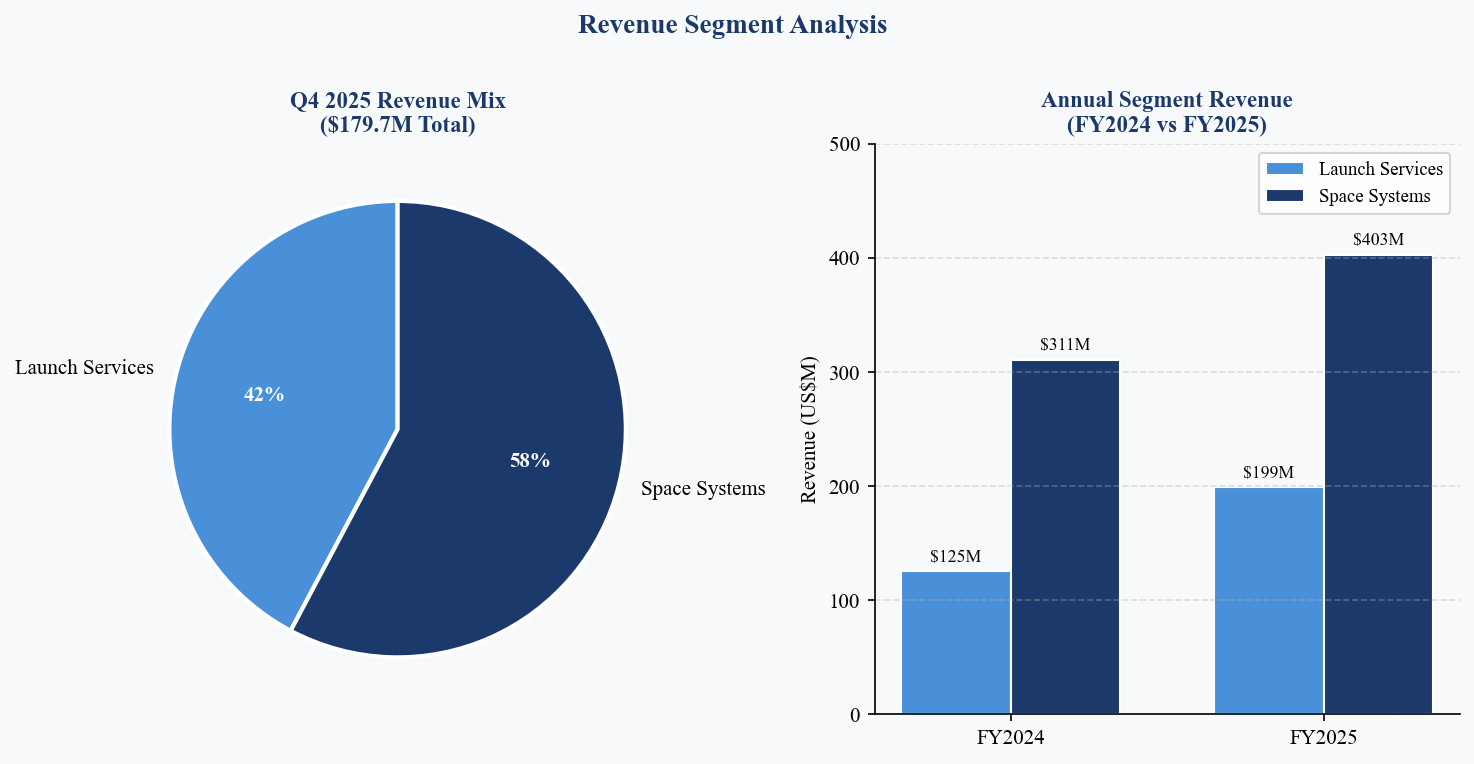 Revenue Segment Analysis
Q4 2025 Revenue Mix
($179.7M Total)
Launch Services
42%
58%
Space Systems
Annual Segment Revenue
(FY2024 vs FY2025)
Launch Services
Space Systems
Revenue (US$M)
500
400
300
200
100
0
$125M
$311M
$199M
$403M
FY2024
FY2025